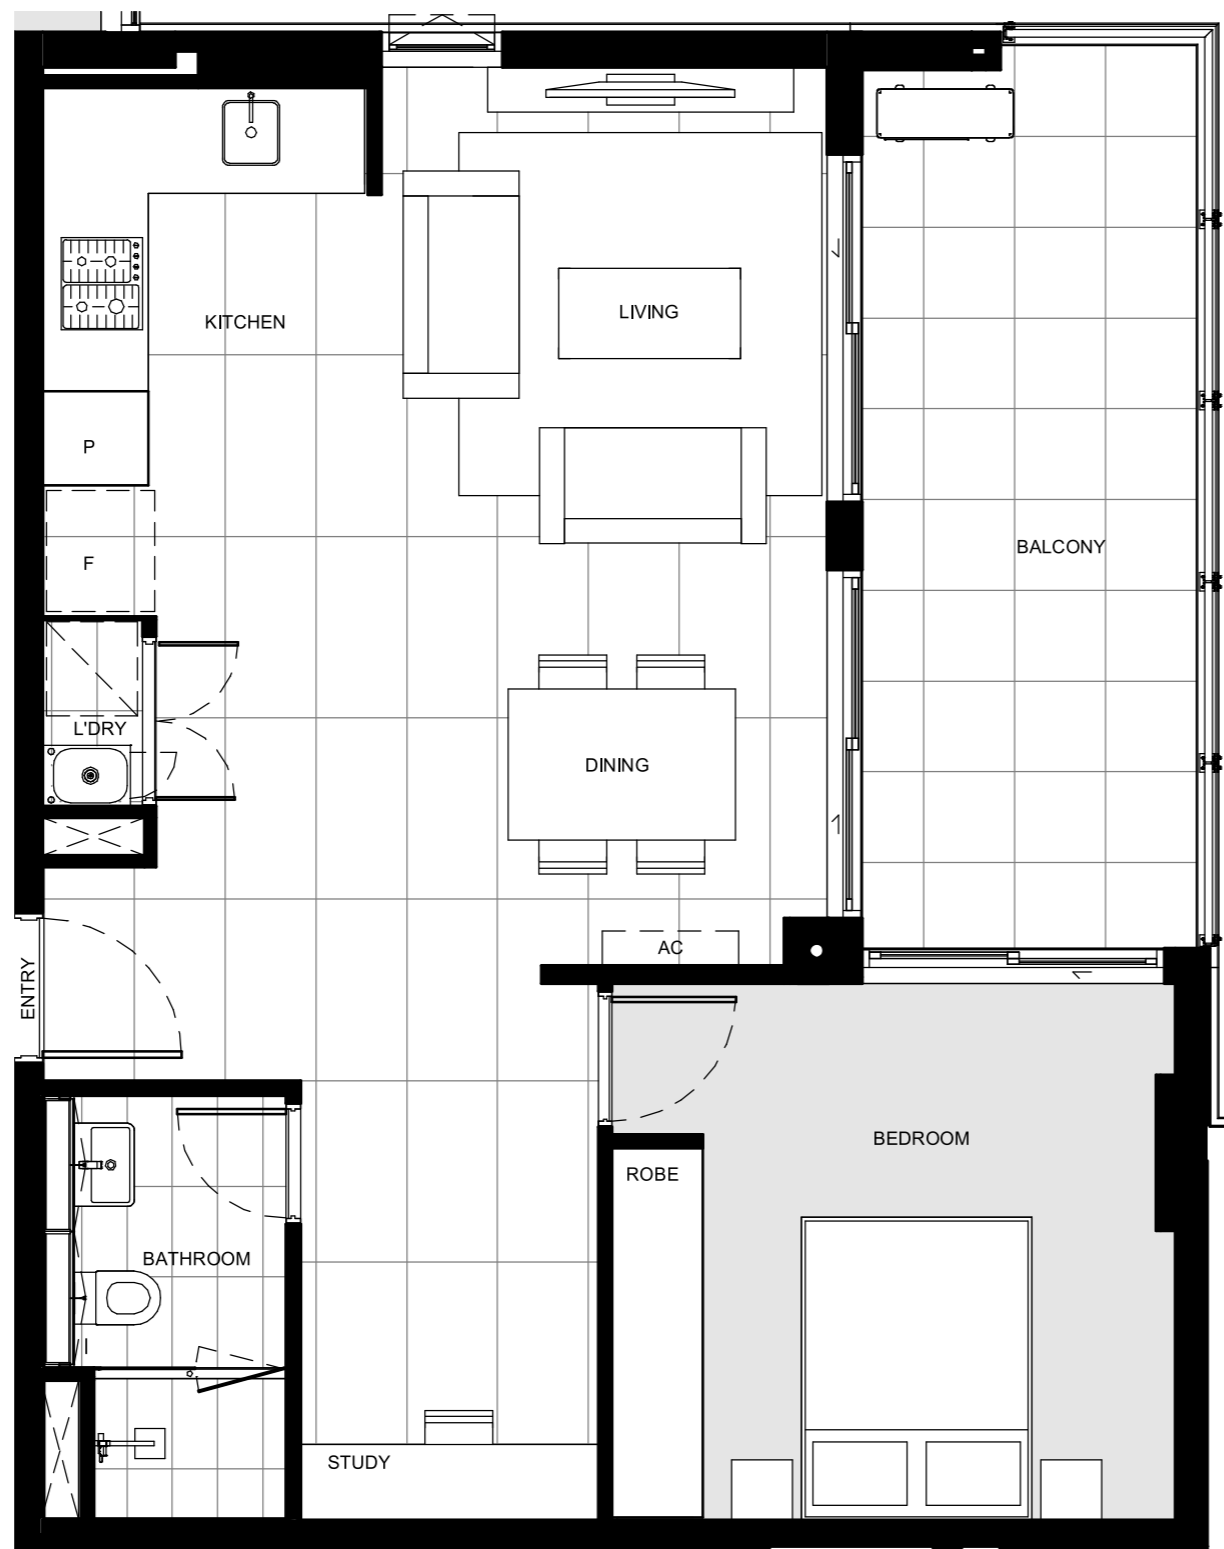 KITCHEN
LIVING
P
F
BALCONY
L'DRY
DINING
AC
ENTRY
BEDROOM
ROBE
BATHROOM
STUDY